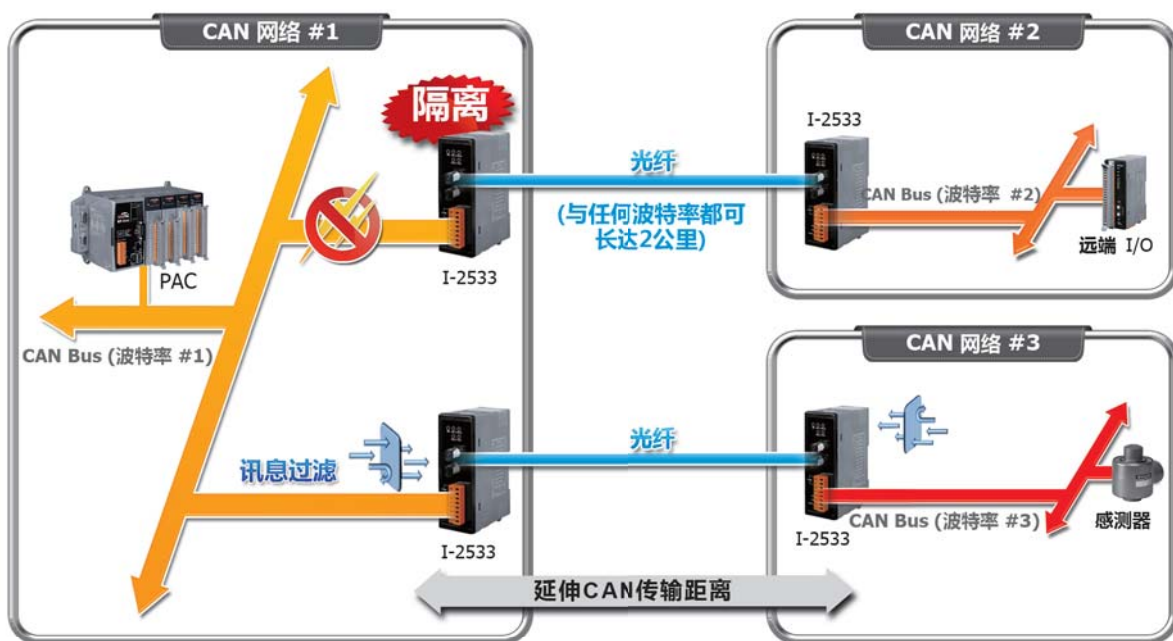 CAN 网络 #1
隔离
I-2533
PAC
CAN Bus (波特率 #1)
讯息过滤
I-2533
光纤
(与任何波特率都可
长达2公里)
光纤
延伸CAN传输距离
CAN 网络 #2
I-2533
CAN Bus (波特率 #2)
远端 I/O
CAN 网络 #3
I-2533
CAN Bus (波特率 #3)
感测器